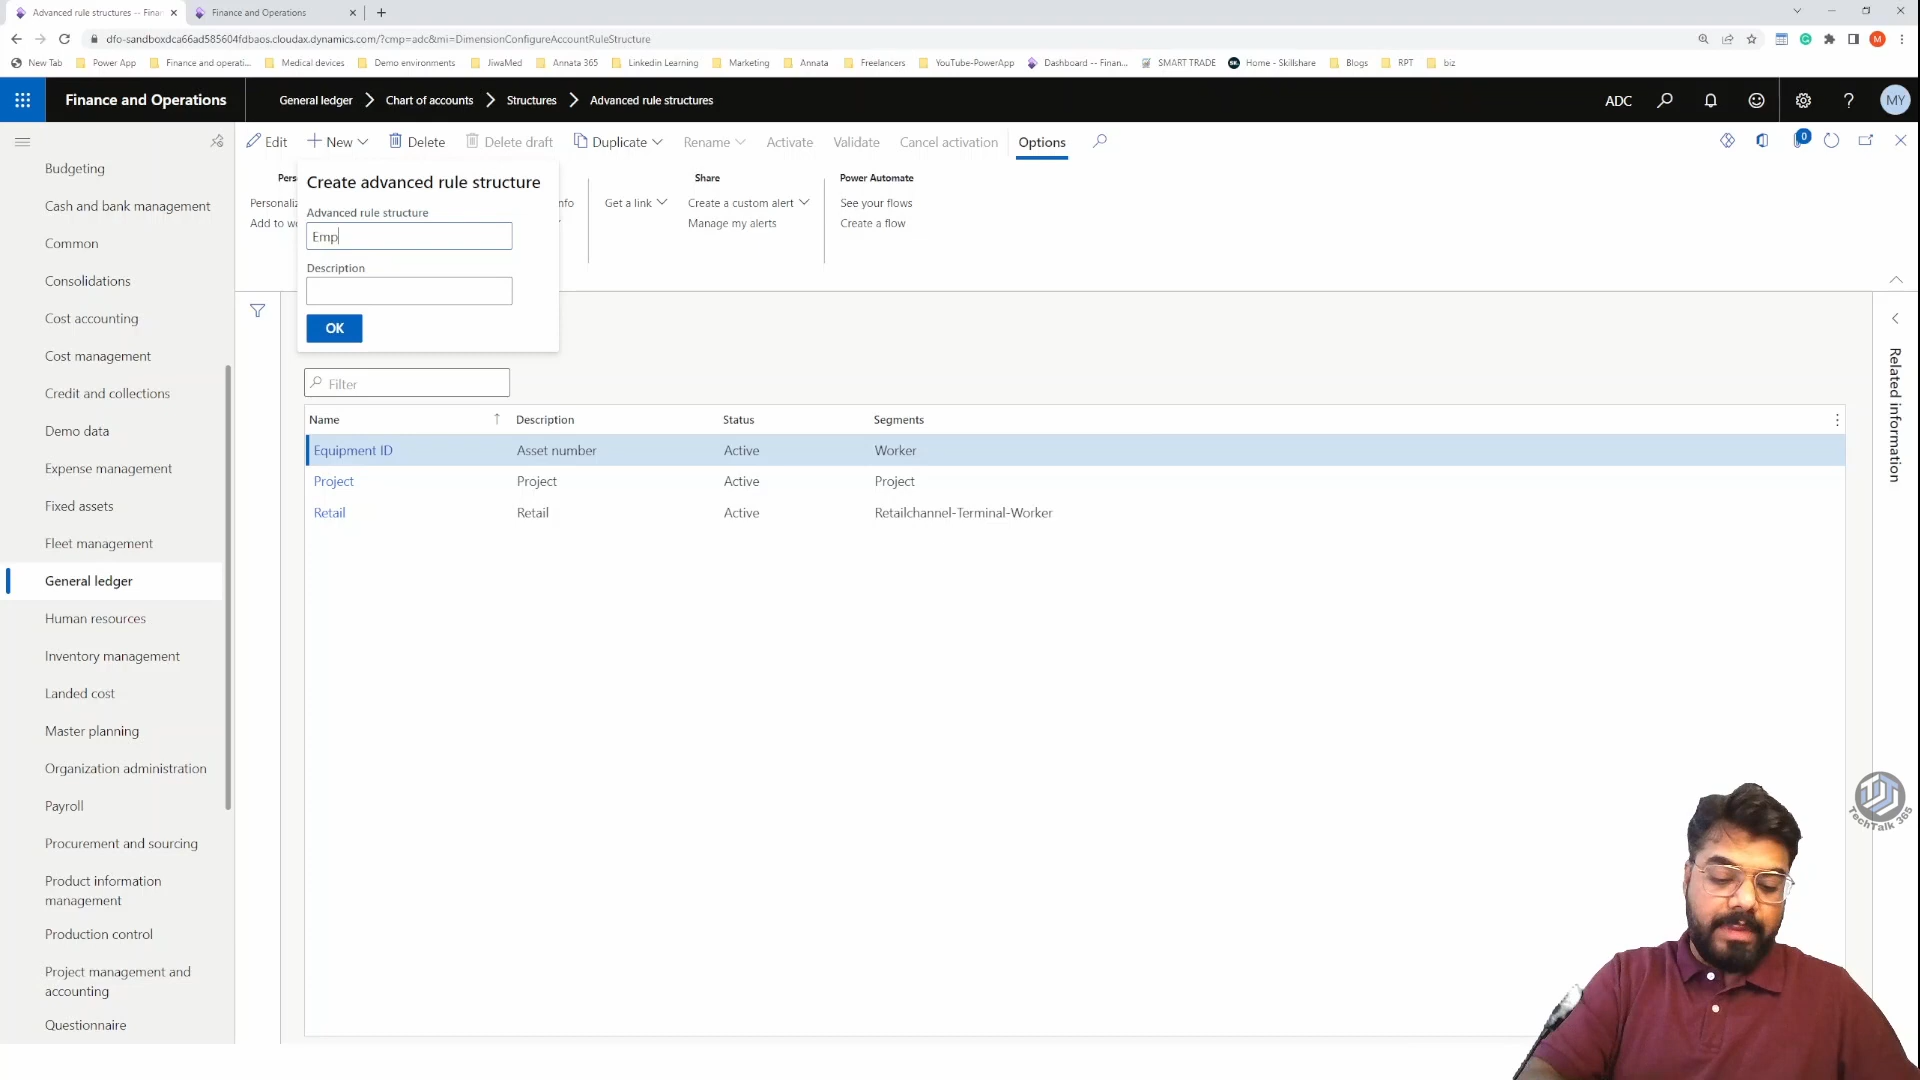 Advanced rule structures -- Finan
Finance and Operations
dfo-sandboxdca66ad585604fdbaos.cloudax.dynamics.com/?cmp=adc&mi=DimensionConfigureAccountRuleStructure
New Tab
Power App
Finance and operati...
Medical devices
Demo environments
JiwaMed
Annata 365
Linkedin Learning
Marketing
Annata
Freelancers
YouTube-PowerApp
Dashboard -- Finan...
SMART TRADE
Home - Skillshare
Blogs
RPT
biz
Finance and Operations
General ledger
Chart of accounts
Structures
Advanced rule structures
ADC
MY
Edit
New
Delete
Delete draft
Duplicate
Rename
Activate
Validate
Cancel activation
Options
0
Pers
Personaliz
Add to wo
nfo
Get a link
Share
Create a custom alert
Manage my alerts
Power Automate
See your flows
Create a flow
Create advanced rule structure
Advanced rule structure
Emp
Description
OK
Budgeting
Cash and bank management
Common
Consolidations
Cost accounting
Cost management
Credit and collections
Demo data
Expense management
Fixed assets
Fleet management
General ledger
Human resources
Inventory management
Landed cost
Master planning
Organization administration
Payroll
Procurement and sourcing
Product information
management
Production control
Project management and
accounting
Questionnaire
Filter
Name
Description
Status
Segments
Equipment ID
Asset number
Active
Worker
Project
Project
Active
Project
Retail
Retail
Active
Retailchannel-Terminal-Worker
Related information
TechTalk 365